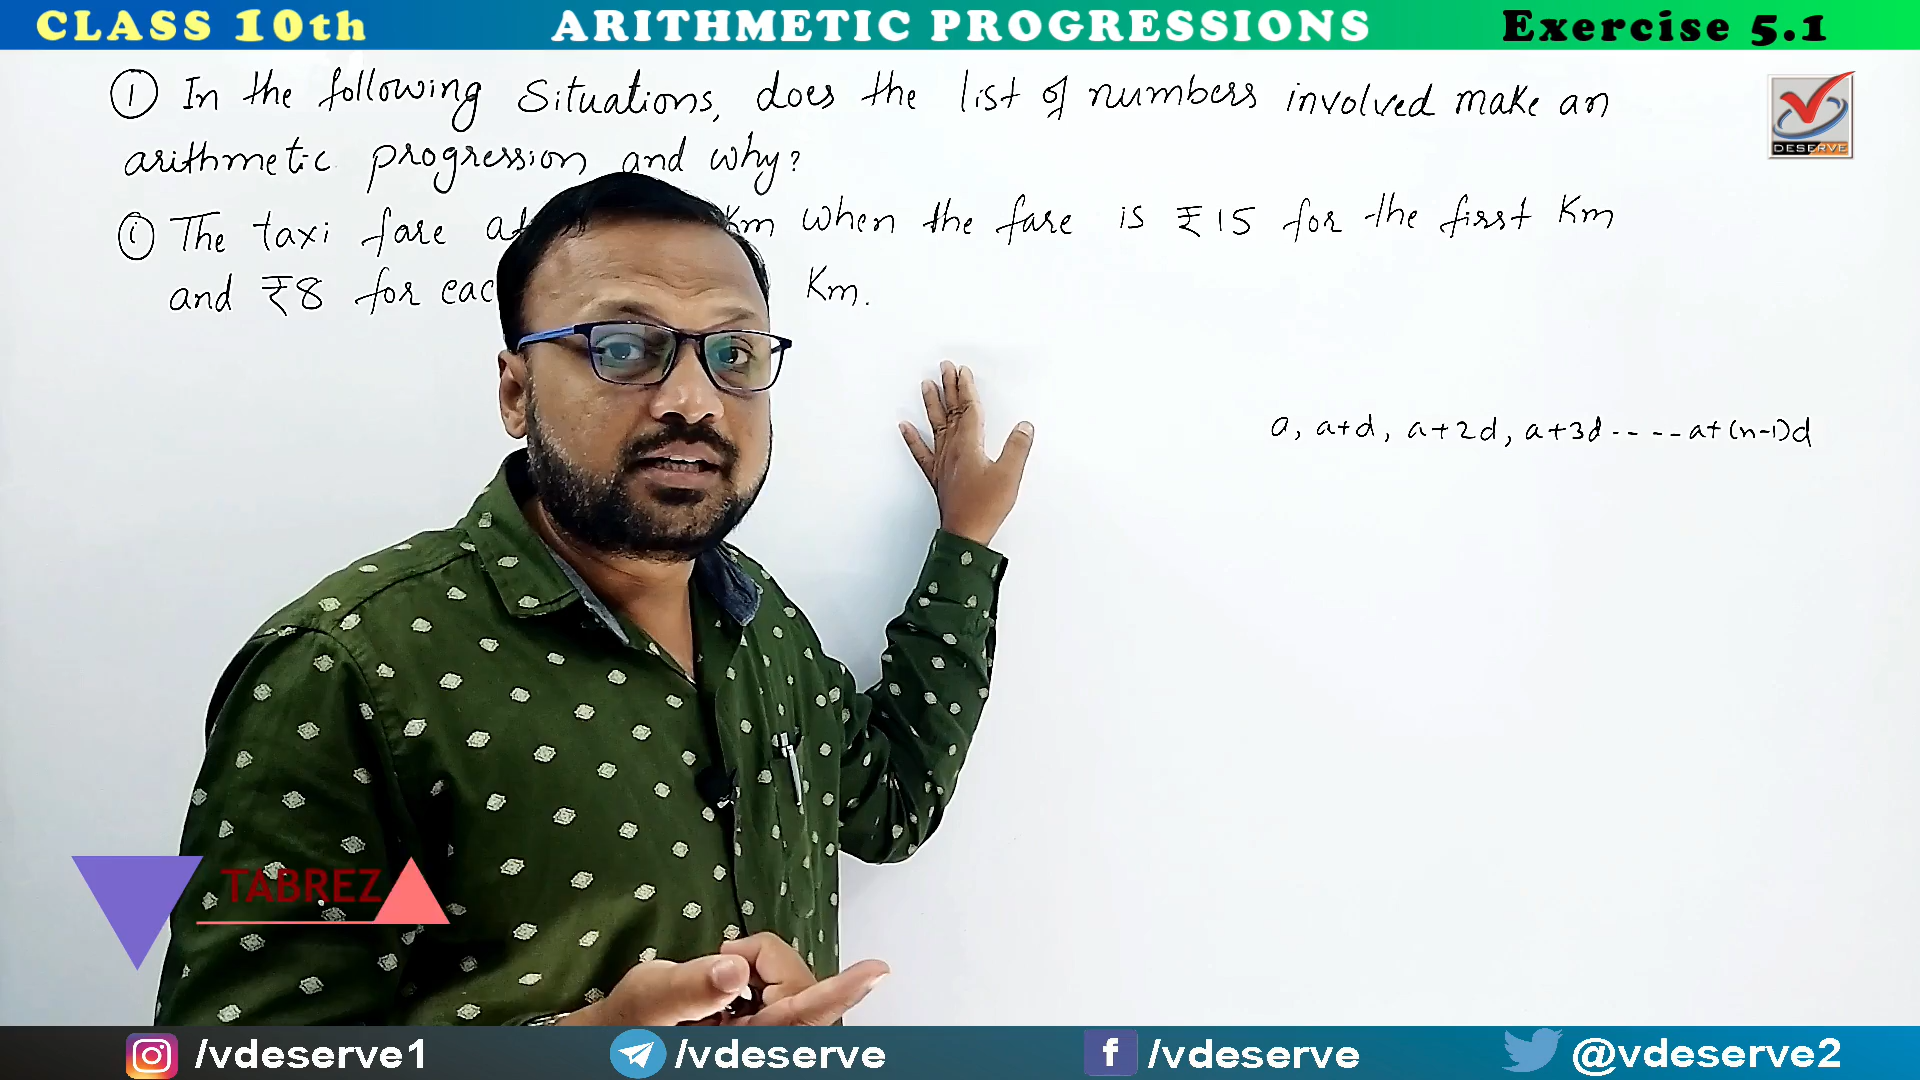 CLASS 10th ARITHMETIC PROGRESSIONS Exercise 5.1
① In the following Situations, does the list of numbers involved make an
arithmetic progression and why?
DESERVE
ⓘ The taxi fare Km when the fare is ₹15 for the first Km
and ₹8 for Km.
a, a+d, a+2d, a+3d - - - - - a+(n-1)d
TABREZ
/vdeserve1 /vdeserve /vdeserve @vdeserve2